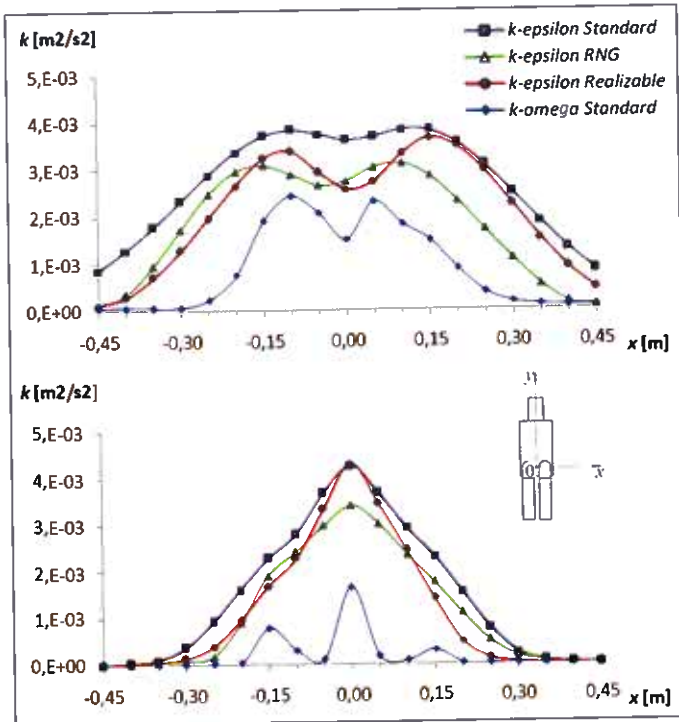 k [m2/s2]
k-epsilon Standard
k-epsilon RNG
k-epsilon Realizable
k-omega Standard
5,E-03
4,E-03
3,E-03
2,E-03
1,E-03
0,E+00
-0,45 -0,30 -0,15 0,00 0,15 0,30 0,45
x [m]
k [m2/s2]
5,E-03
4,E-03
3,E-03
2,E-03
1,E-03
0,E+00
-0,45 -0,30 -0,15 0,00 0,15 0,30 0,45
x [m]
0
x